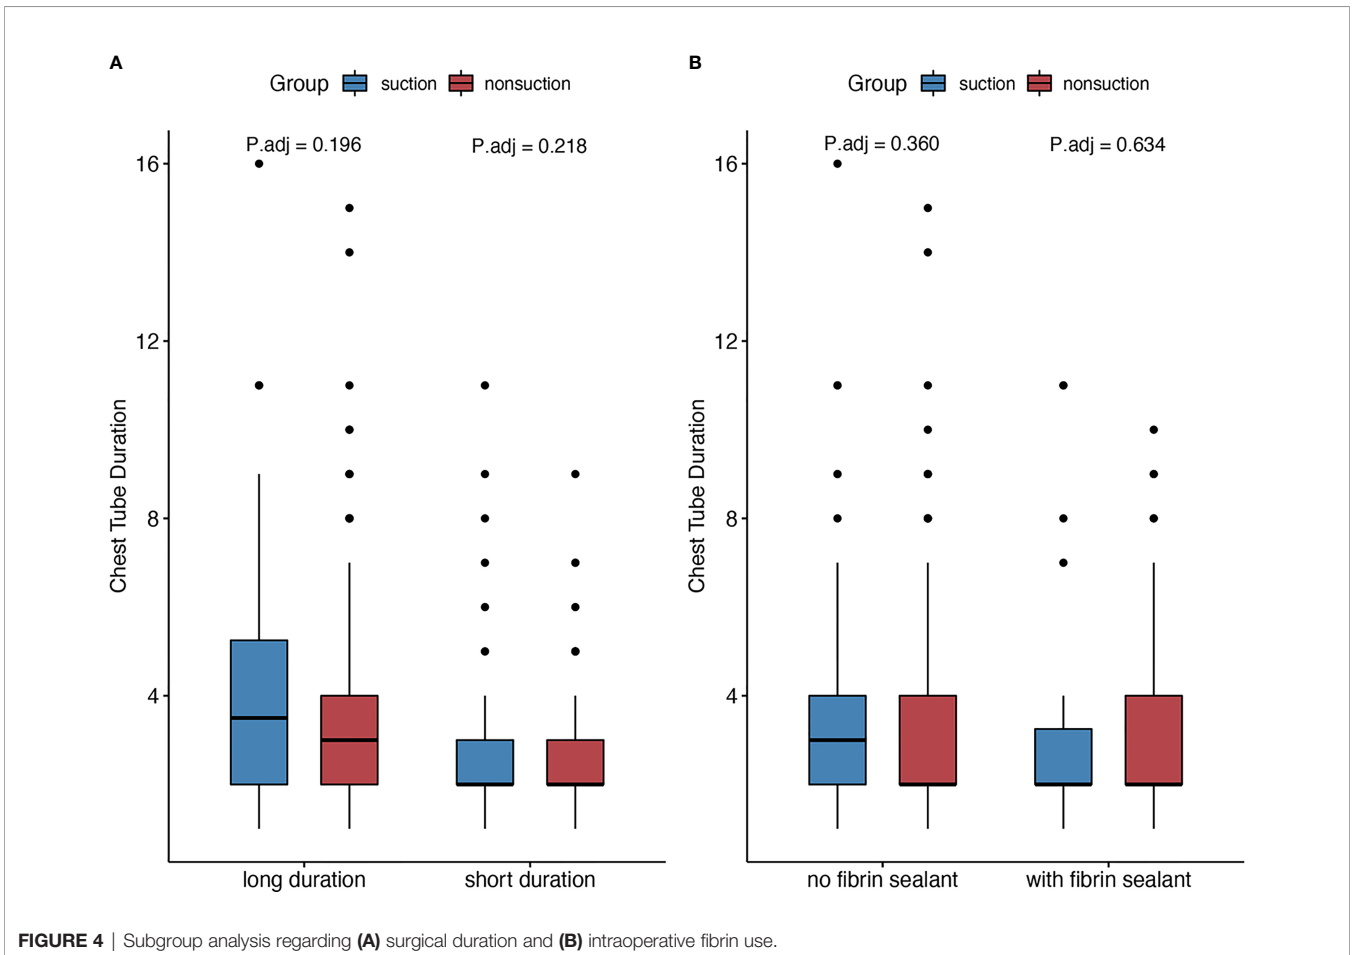 A
Group suction nonsuction
P.adj = 0.196 P.adj = 0.218
16
12
8
4
Chest Tube Duration
long duration short duration
B
Group suction nonsuction
P.adj = 0.360 P.adj = 0.634
16
12
8
4
Chest Tube Duration
no fibrin sealant with fibrin sealant
FIGURE 4 | Subgroup analysis regarding (A) surgical duration and (B) intraoperative fibrin use.